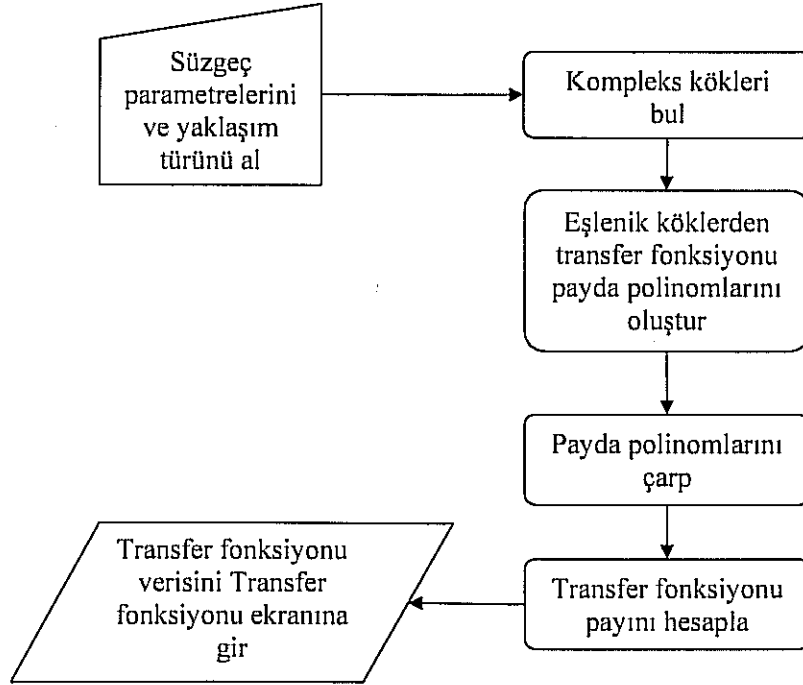 Süzgeç
parametrelerini
ve yaklaşım
türünü al
Kompleks kökleri
bul
Eşlenik köklerden
transfer fonksiyonu
payda polinomlarını
oluştur
Payda polinomlarını
çarp
Transfer fonksiyonu
payını hesapla
Transfer fonksiyonu
verisini Transfer
fonksiyonu ekranına
gir